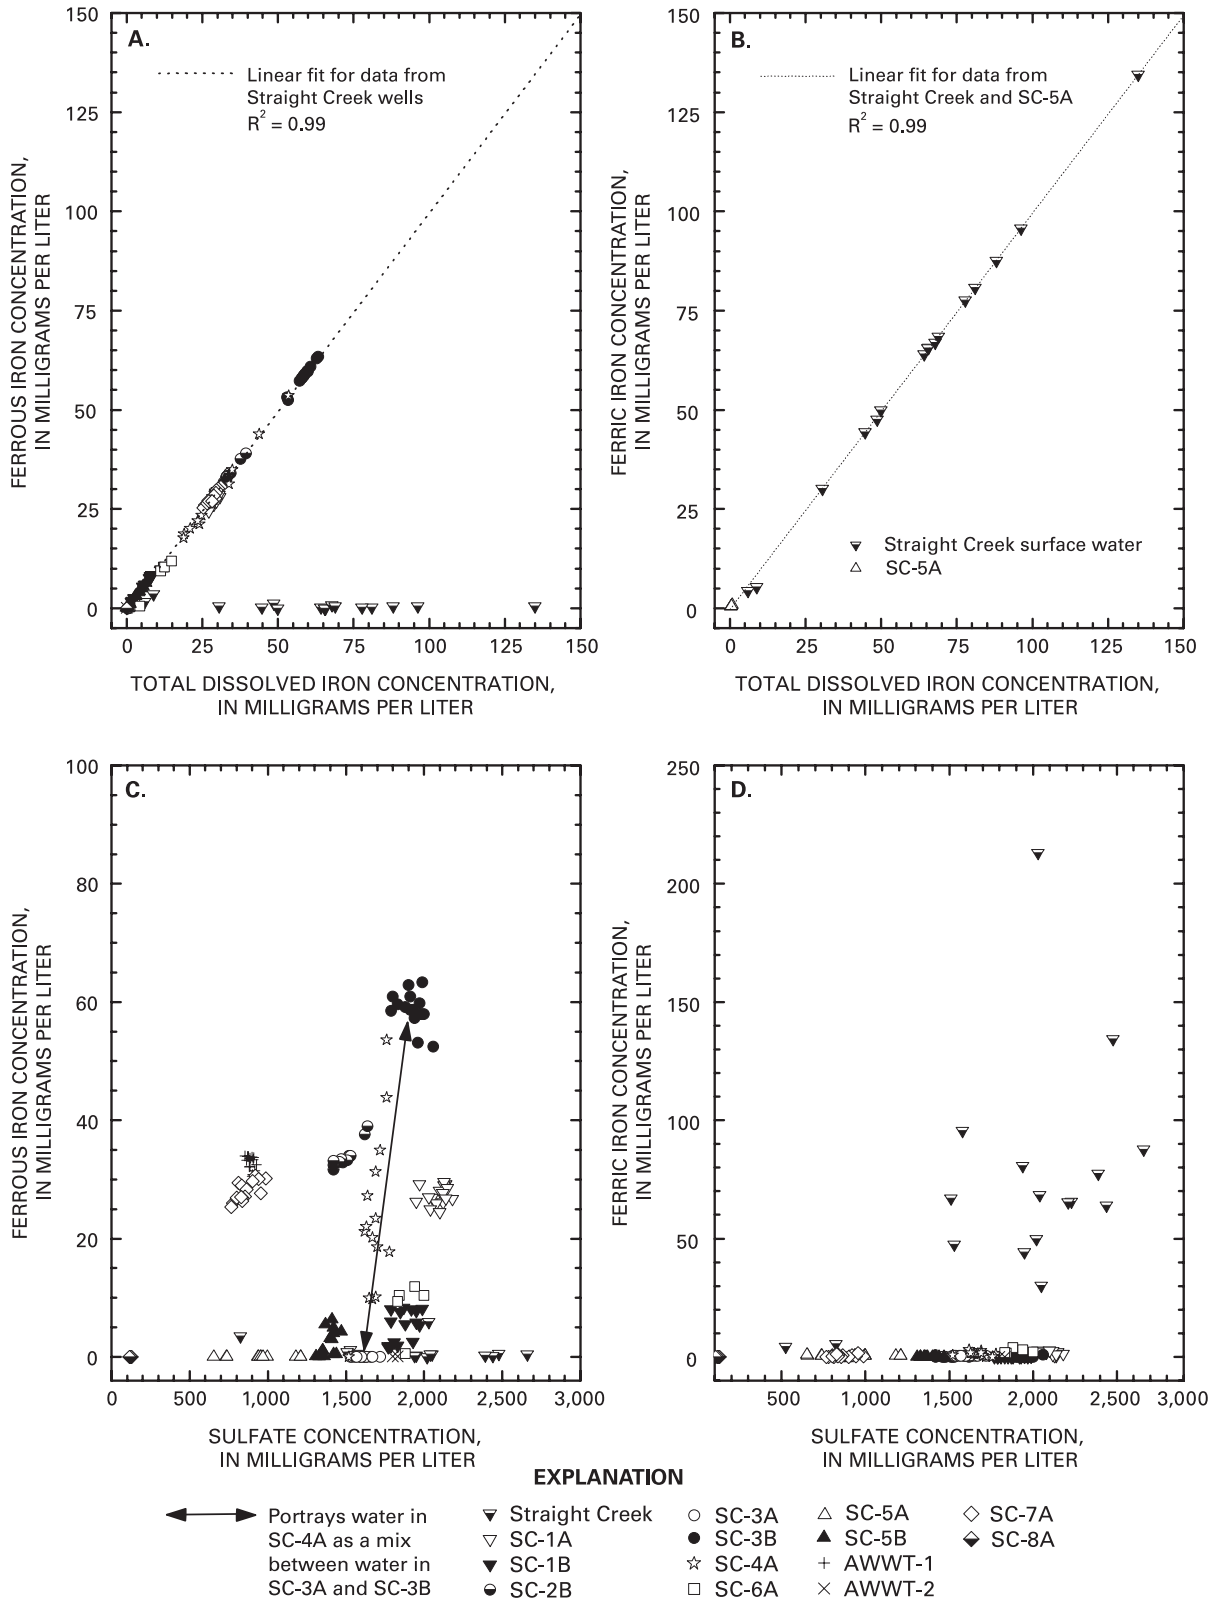 A.
Linear fit for data from
Straight Creek wells
R² = 0.99
FERROUS IRON CONCENTRATION,
IN MILLIGRAMS PER LITER
150
125
100
75
50
25
0
0 25 50 75 100 125 150
TOTAL DISSOLVED IRON CONCENTRATION,
IN MILLIGRAMS PER LITER
B.
Linear fit for data from
Straight Creek and SC-5A
R² = 0.99
FERRIC IRON CONCENTRATION,
IN MILLIGRAMS PER LITER
150
125
100
75
50
25
0
Straight Creek surface water
SC-5A
0 25 50 75 100 125 150
TOTAL DISSOLVED IRON CONCENTRATION,
IN MILLIGRAMS PER LITER
C.
FERROUS IRON CONCENTRATION,
IN MILLIGRAMS PER LITER
100
80
60
40
20
0
0 500 1,000 1,500 2,000 2,500 3,000
SULFATE CONCENTRATION,
IN MILLIGRAMS PER LITER
D.
FERRIC IRON CONCENTRATION,
IN MILLIGRAMS PER LITER
250
200
150
100
50
0
500 1,000 1,500 2,000 2,500 3,000
SULFATE CONCENTRATION,
IN MILLIGRAMS PER LITER
EXPLANATION
Portrays water in
SC-4A as a mix
between water in
SC-3A and SC-3B
Straight Creek
SC-1A
SC-1B
SC-2B
SC-3A
SC-3B
SC-4A
SC-6A
SC-5A
SC-5B
AWWT-1
AWWT-2
SC-7A
SC-8A